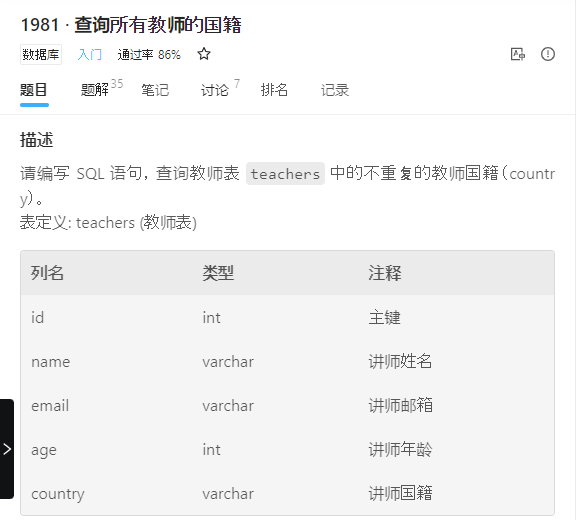 1981 · 查询所有教师的国籍
数据库 入门 通过率 86%
题目 题解 35 笔记 讨论 7 排名 记录
描述
请编写 SQL 语句，查询教师表 teachers 中的不重复的教师国籍（countr
y）。
表定义: teachers (教师表)
列名 类型 注释
id int 主键
name varchar 讲师姓名
email varchar 讲师邮箱
age int 讲师年龄
country varchar 讲师国籍